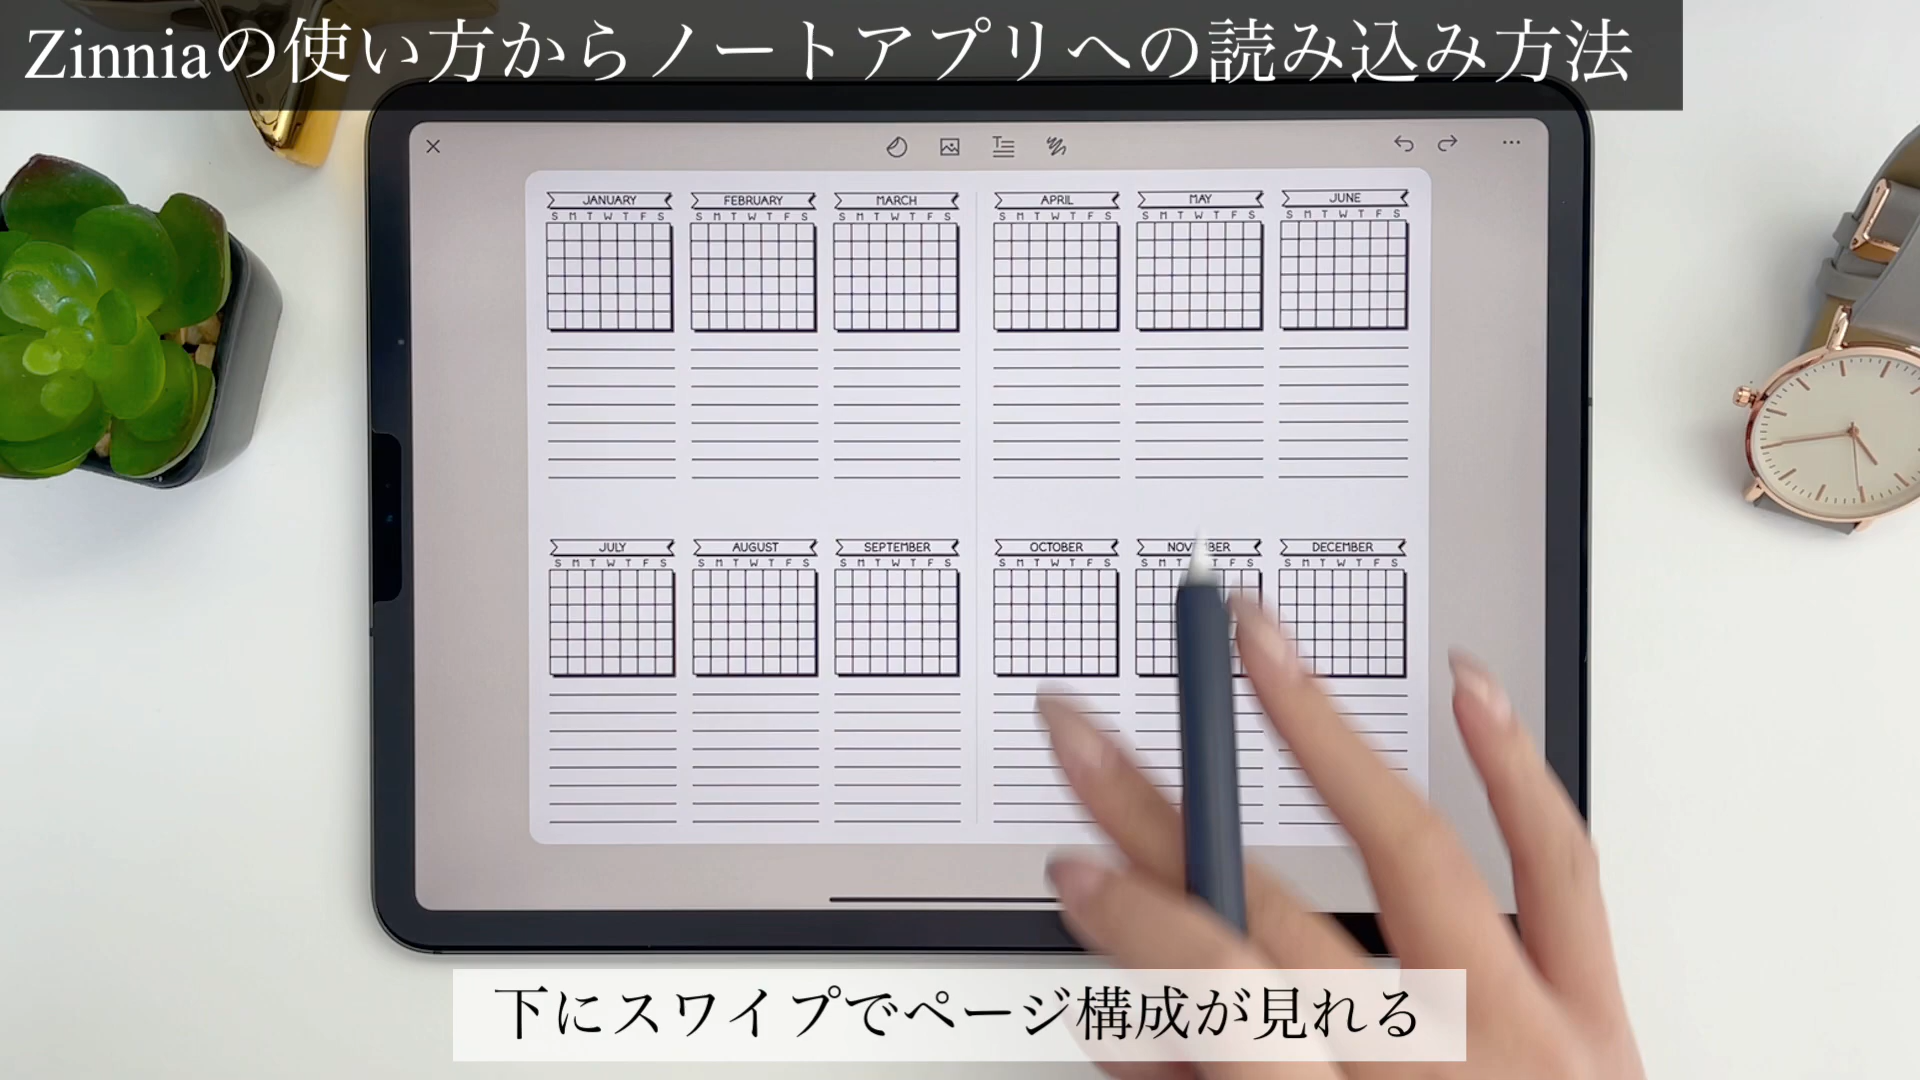 Zinniaの使い方からノートアプリへの読み込み方法
JANUARY FEBRUARY MARCH APRIL MAY JUNE
S M T W T F S S M T W T F S S M T W T F S S M T W T F S S M T W T F S S M T W T F S
JULY AUGUST SEPTEMBER OCTOBER DECEMBER
S M T W T F S S M T W T F S S M T W T F S S M T W T F S S M T T F S S M T W T F S
下にスワイプでページ構成が見れる